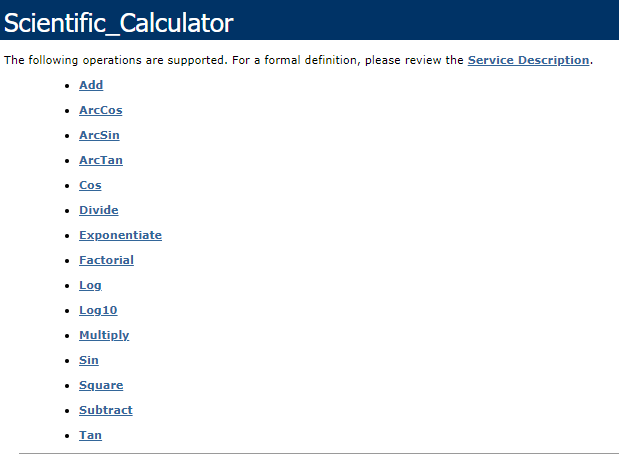 Scientific_Calculator
The following operations are supported. For a formal definition, please review the Service Description.
Add
ArcCos
ArcSin
ArcTan
Cos
Divide
Exponentiate
Factorial
Log
Log10
Multiply
Sin
Square
Subtract
Tan